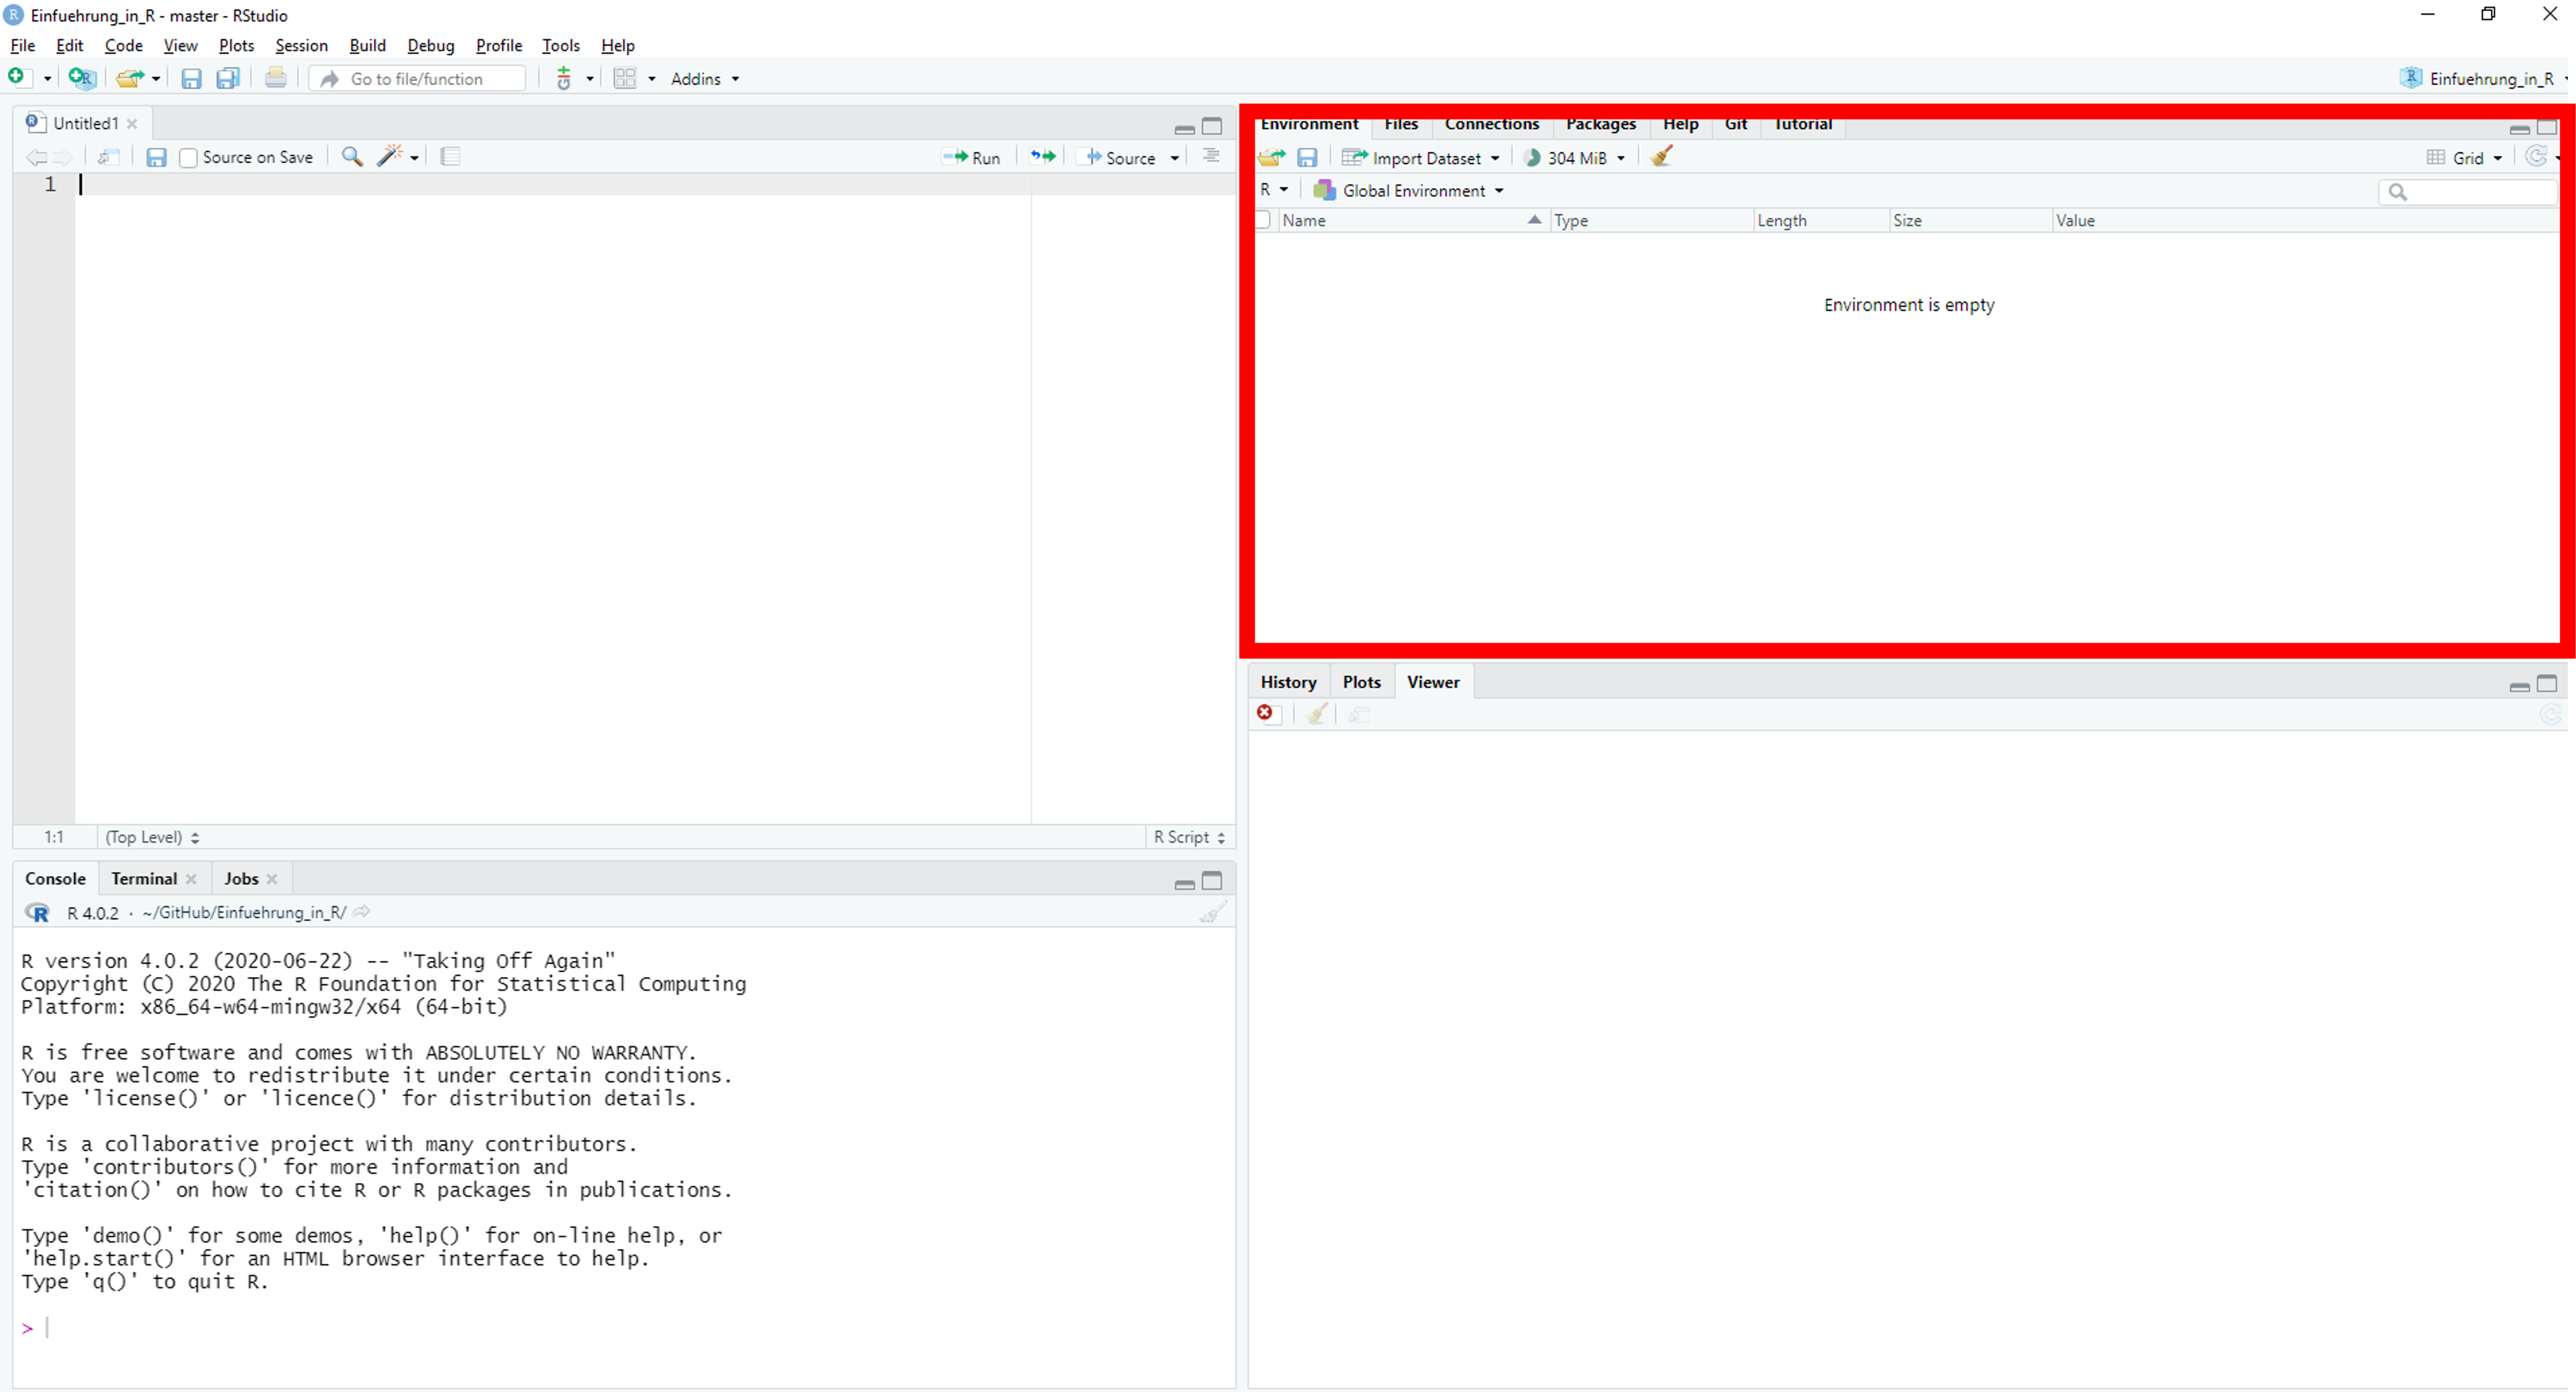 Einfuehrung_in_R - master - RStudio
File Edit Code View Plots Session Build Debug Profile Tools Help
Go to file/function Addins Einfuehrung_in_R
Untitled1
Source on Save Run Source
1
1:1 (Top Level) R Script
Environment Files Connections Packages Help Git Tutorial
Import Dataset 304 MiB Grid
R Global Environment
Name Type Length Size Value
Environment is empty
History Plots Viewer
Console Terminal Jobs
R 4.0.2 · ~/GitHub/Einfuehrung_in_R/
R version 4.0.2 (2020-06-22) -- "Taking Off Again"
Copyright (C) 2020 The R Foundation for Statistical Computing
Platform: x86_64-w64-mingw32/x64 (64-bit)
R is free software and comes with ABSOLUTELY NO WARRANTY.
You are welcome to redistribute it under certain conditions.
Type 'license()' or 'licence()' for distribution details.
R is a collaborative project with many contributors.
Type 'contributors()' for more information and
'citation()' on how to cite R or R packages in publications.
Type 'demo()' for some demos, 'help()' for on-line help, or
'help.start()' for an HTML browser interface to help.
Type 'q()' to quit R.
>